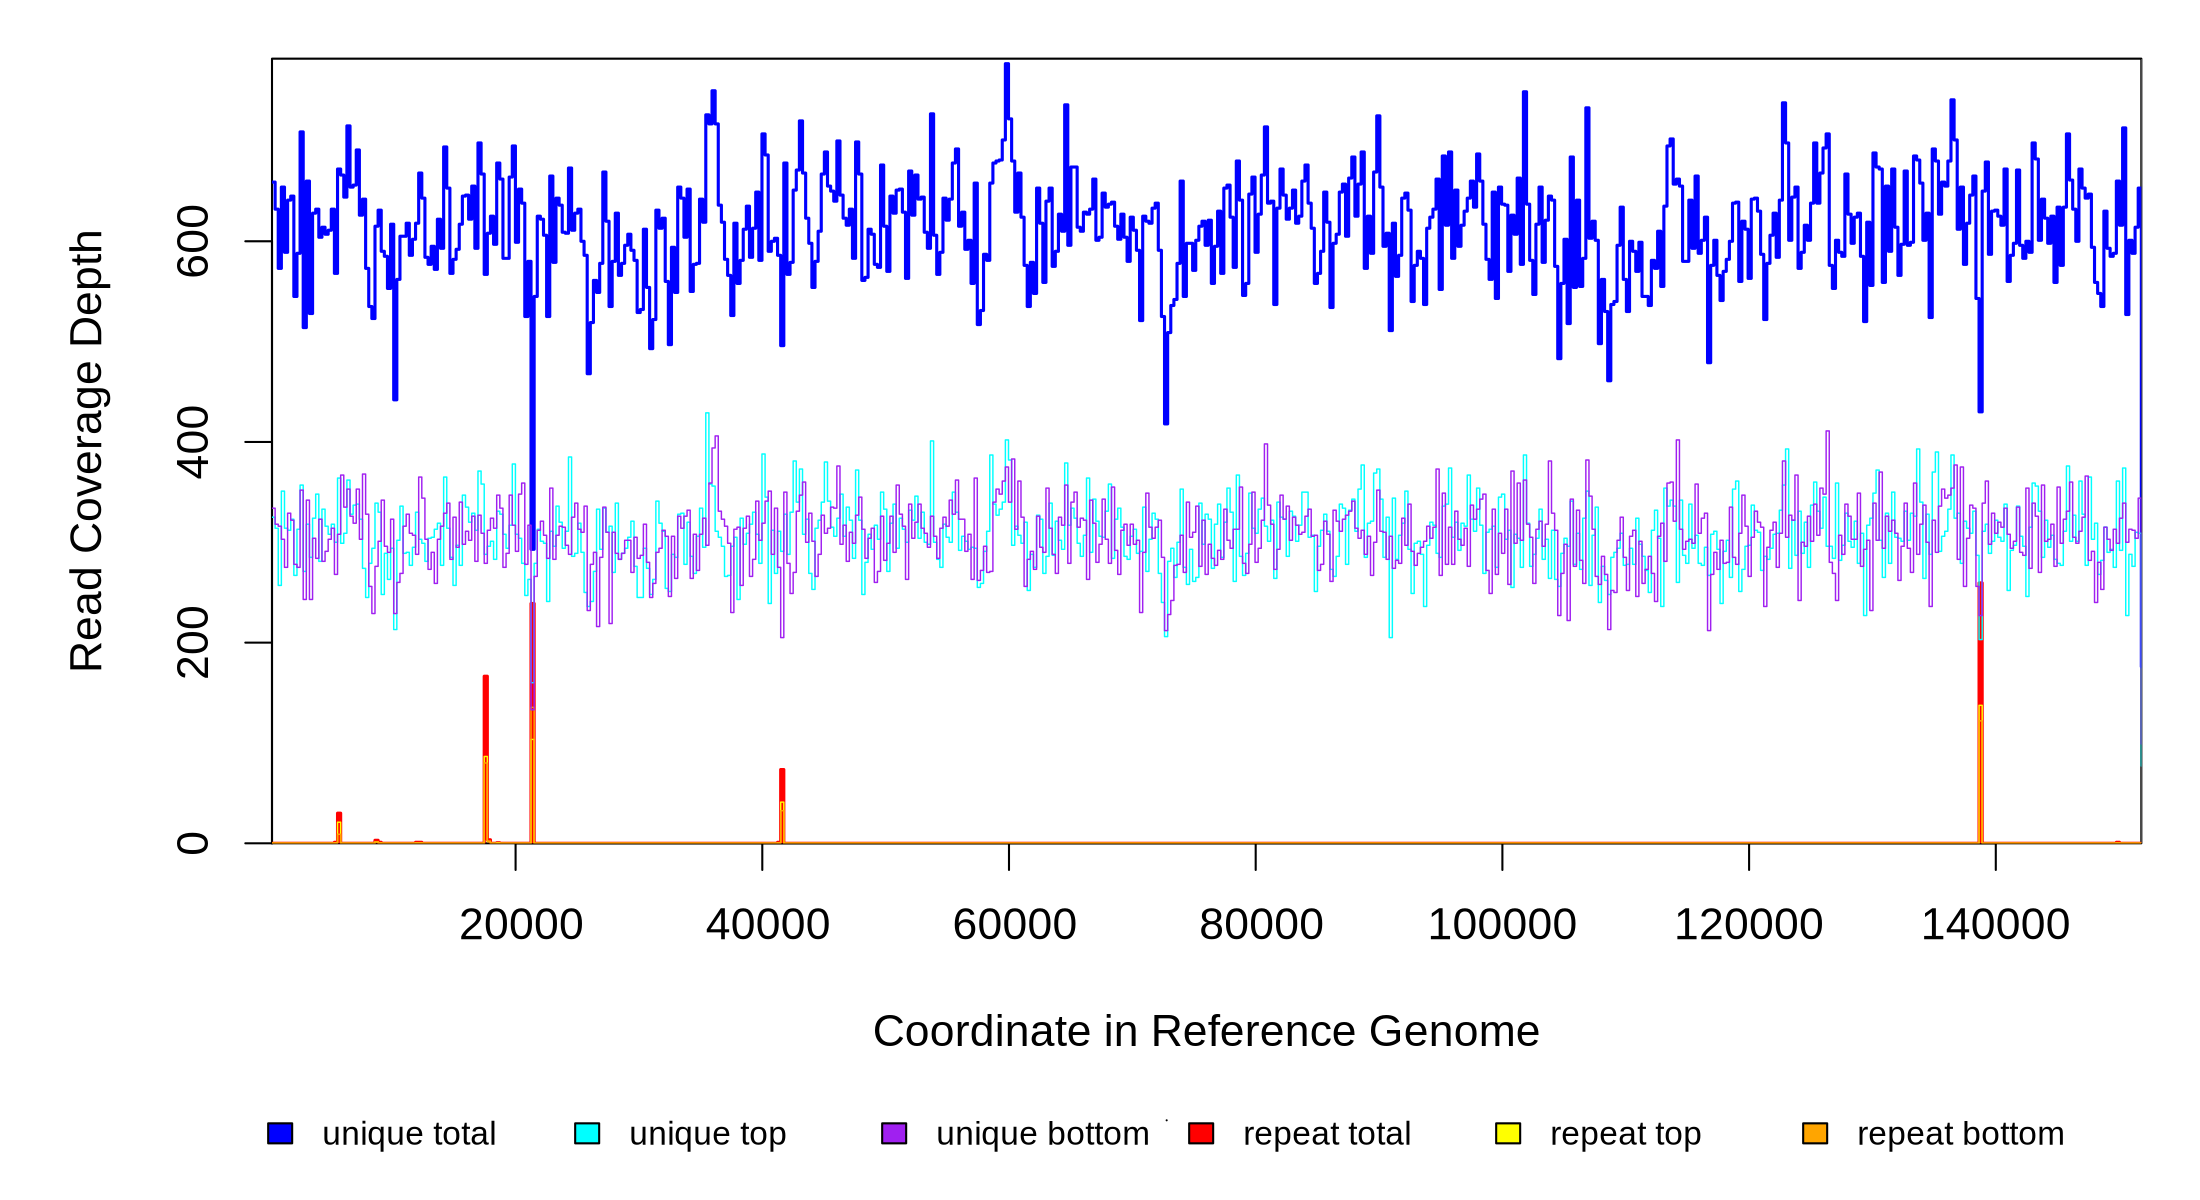 Read Coverage Depth
600
400
200
0
20000 40000 60000 80000 100000 120000 140000
Coordinate in Reference Genome
unique total unique top unique bottom repeat total repeat top repeat bottom